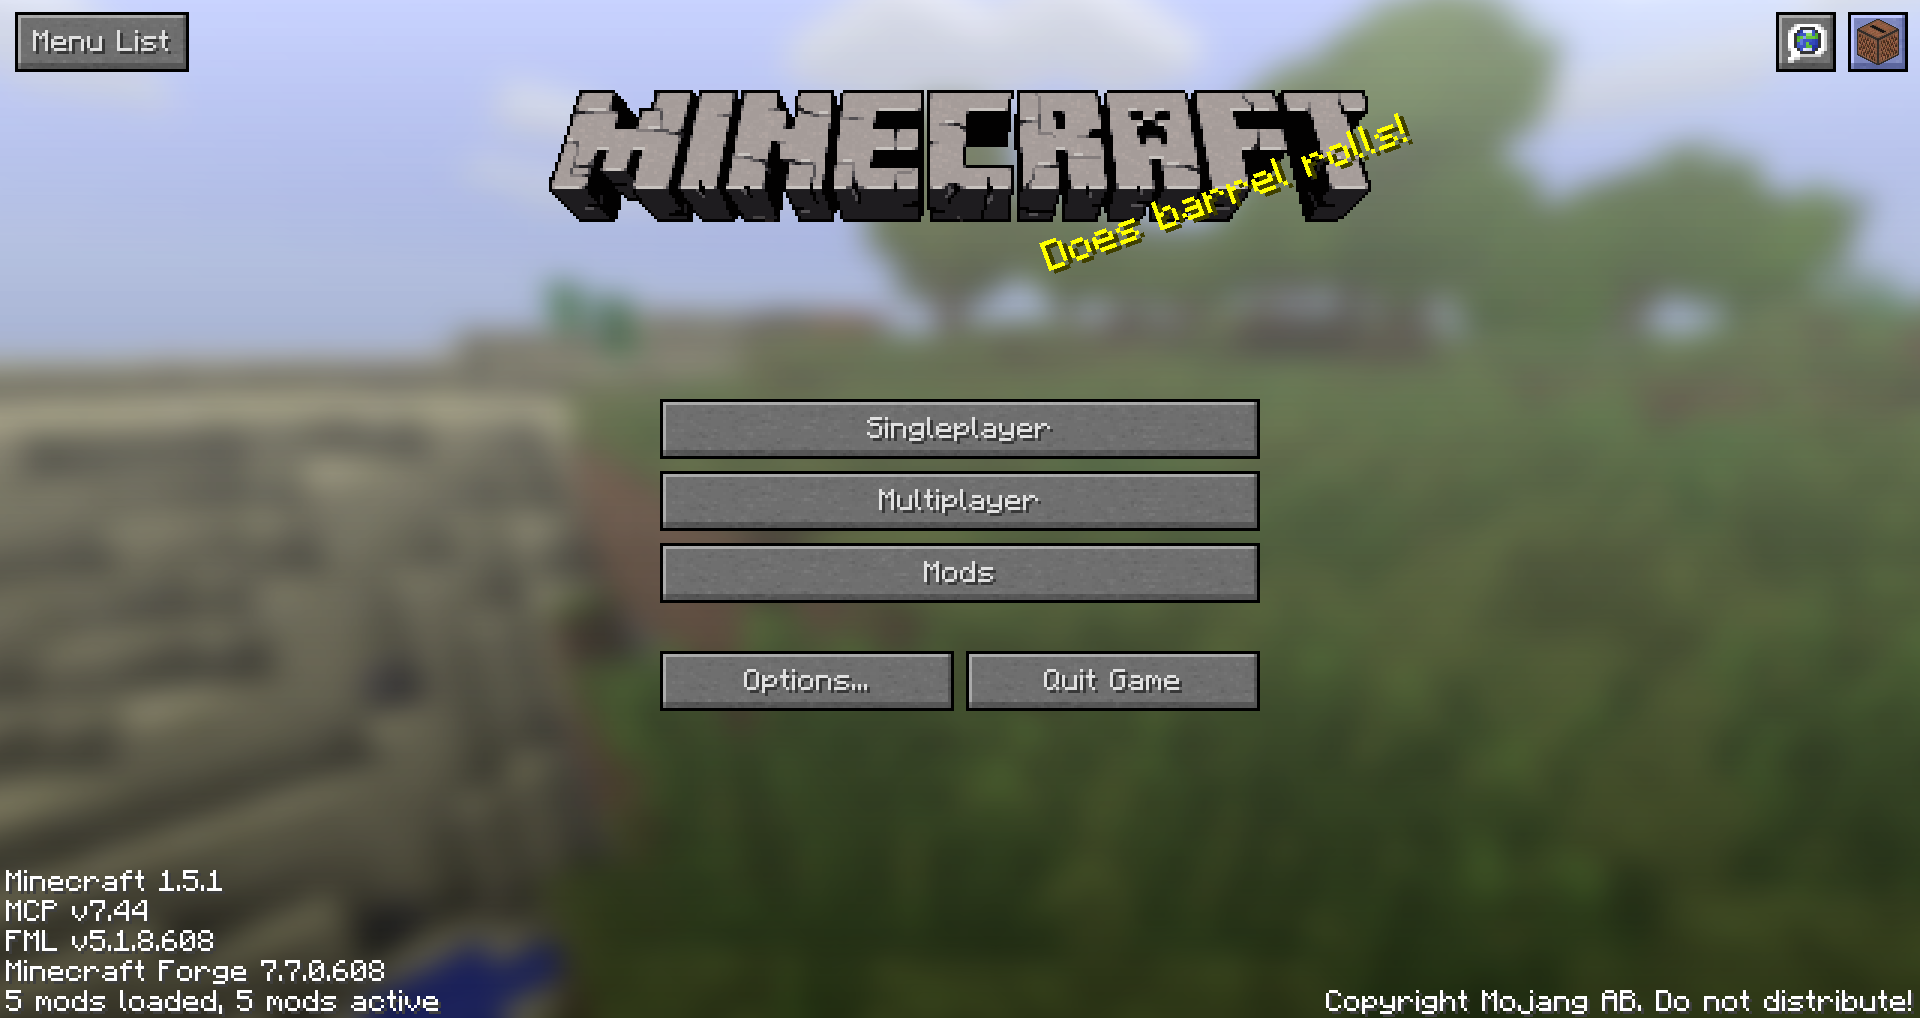 Menu List
MINECRAFT
Does barrel rolls!
Singleplayer
Multiplayer
Mods
Options...
Quit Game
Minecraft 1.5.1
MCP v7.44
FML v5.1.8.608
Minecraft Forge 7.7.0.608
5 mods loaded, 5 mods active
Copyright Mojang AB. Do not distribute!